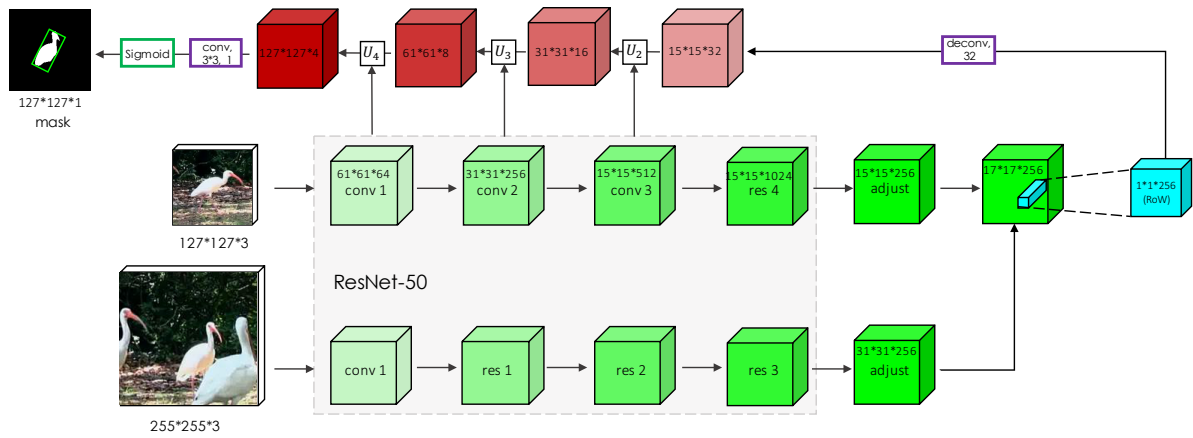 Sigmoid
conv,
3*3, 1
127*127*4
U₄
61*61*8
U₃
31*31*16
U₂
15*15*32
deconv,
32
127*127*1
mask
127*127*3
61*61*64
conv 1
31*31*256
conv 2
15*15*512
conv 3
15*15*1024
res 4
15*15*256
adjust
17*17*256
1*1*256
(RoW)
ResNet-50
255*255*3
conv 1
res 1
res 2
res 3
31*31*256
adjust